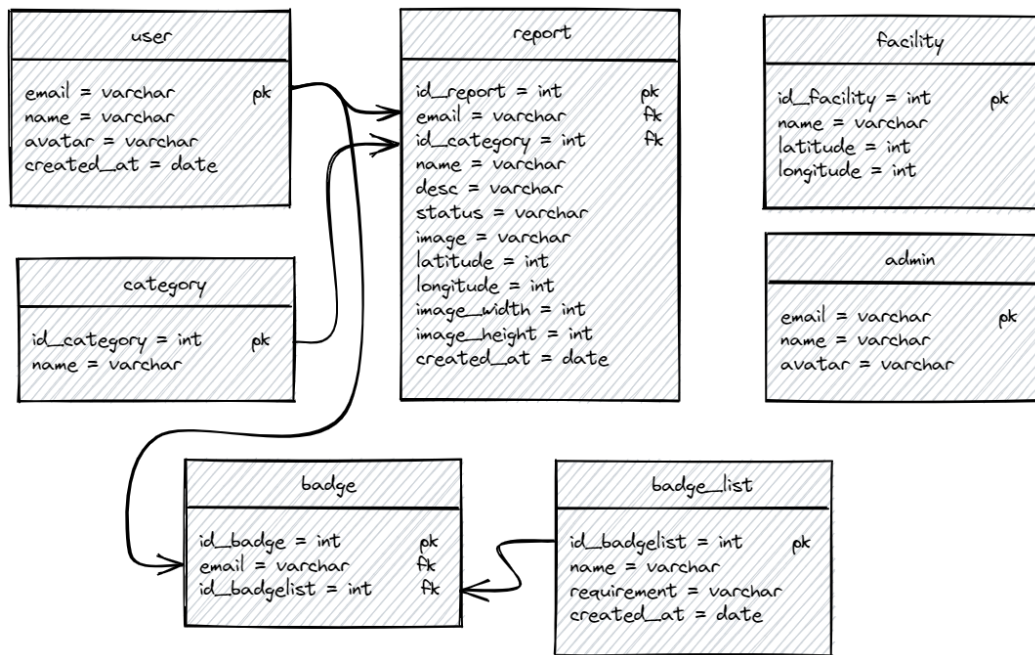 user
email = varchar pk
name = varchar
avatar = varchar
created_at = date
report
id_report = int pk
email = varchar fk
id_category = int fk
name = varchar
desc = varchar
status = varchar
image = varchar
latitude = int
longitude = int
image_width = int
image_height = int
created_at = date
facility
id_facility = int pk
name = varchar
latitude = int
longitude = int
category
id_category = int pk
name = varchar
admin
email = varchar pk
name = varchar
avatar = varchar
badge
id_badge = int pk
email = varchar fk
id_badgelist = int fk
badge_list
id_badgelist = int pk
name = varchar
requirement = varchar
created_at = date